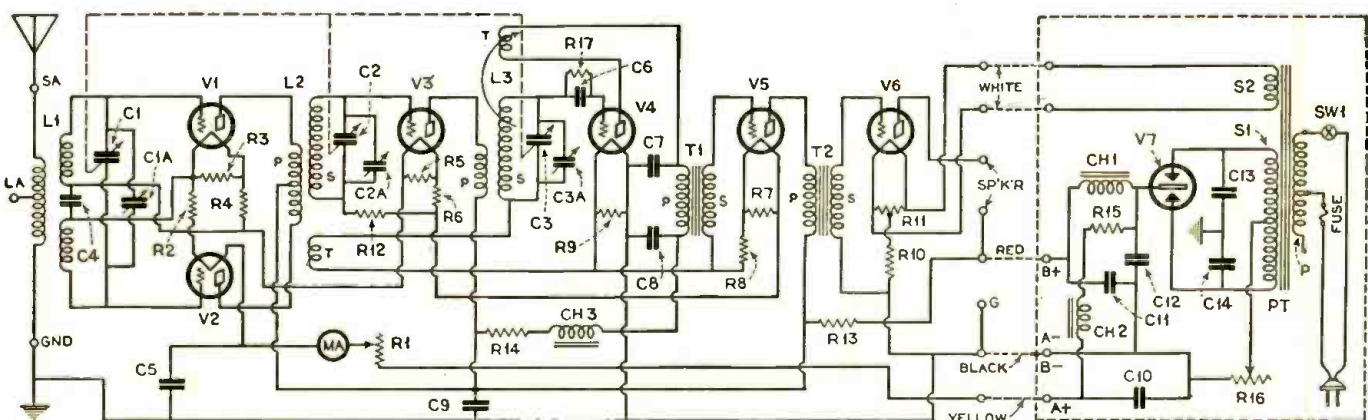 SA
LA
GND
L1
C1
C1A
C4
V1
R3
R4
R2
V2
C5
L2
P
S
C2
C2A
R12
T
V3
R5
R6
P
MA
R1
R14
CH3
C9
T
L3
S
R17
C6
V4
C3
C3A
R9
C7
C8
T1
P
S
V5
R7
R8
T2
P
S
V6
R11
R10
R13
WHITE
SP'K'R
RED
G
BLACK
YELLOW
B+
A-
B-
A+
CH1
R15
CH2
C11
C12
C10
V7
C13
C14
S2
S1
PT
P
R16
SW1
FUSE